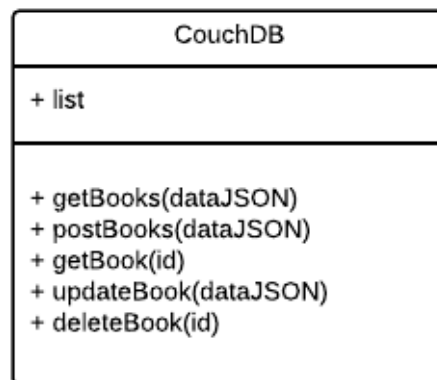 CouchDB
+ list
+ getBooks(dataJSON)
+ postBooks(dataJSON)
+ getBook(id)
+ updateBook(dataJSON)
+ deleteBook(id)